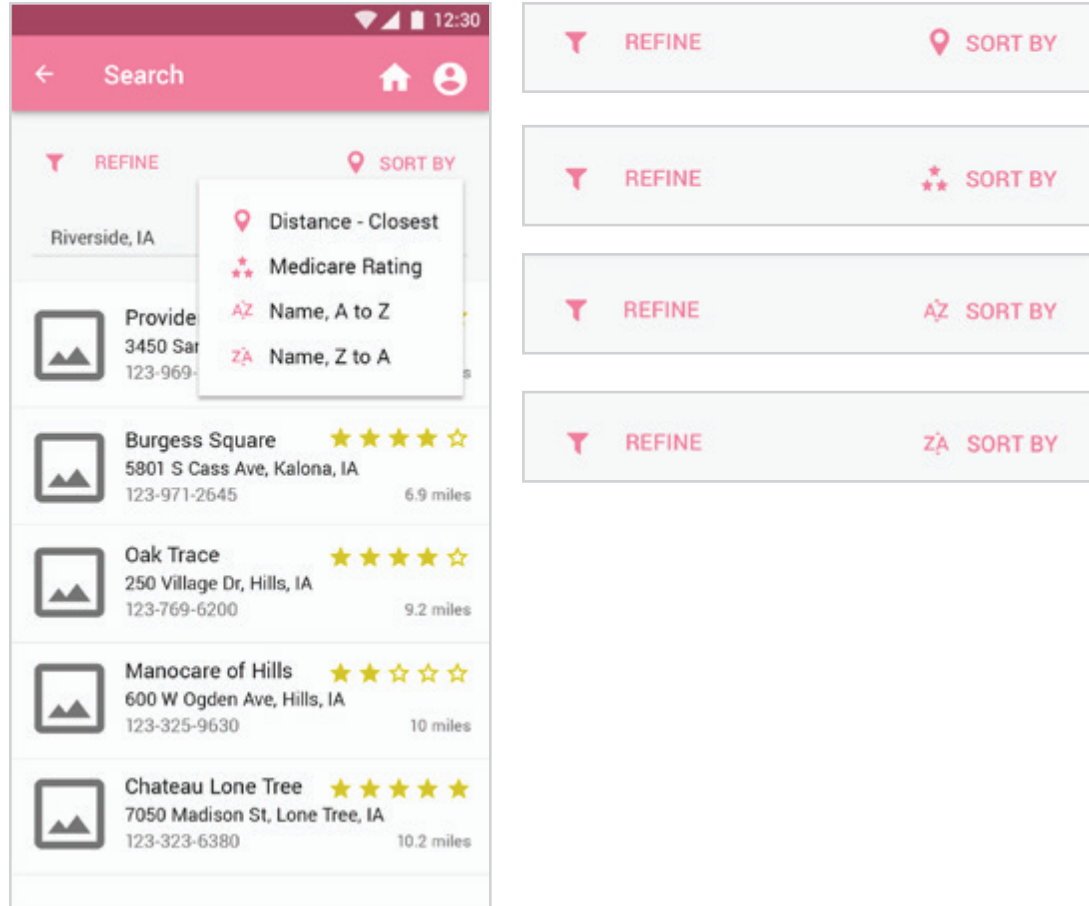 12:30
Search
REFINE
SORT BY
Distance - Closest
Riverside, IA
Medicare Rating
AZ Name, A to Z
ZA Name, Z to A
3450
123-969-
Burgess Square
5801 S Cass Ave, Kalona, IA
123-971-2645
6.9 miles
Oak Trace
250 Village Dr, Hills, IA
123-769-6200
9.2 miles
Manocare of Hills
600 W Ogden Ave, Hills, IA
123-325-9630
10 miles
Chateau Lone Tree
7050 Madison St, Lone Tree, IA
123-323-6380
10.2 miles
REFINE
SORT BY
REFINE
SORT BY
REFINE
AZ SORT BY
REFINE
ZA SORT BY